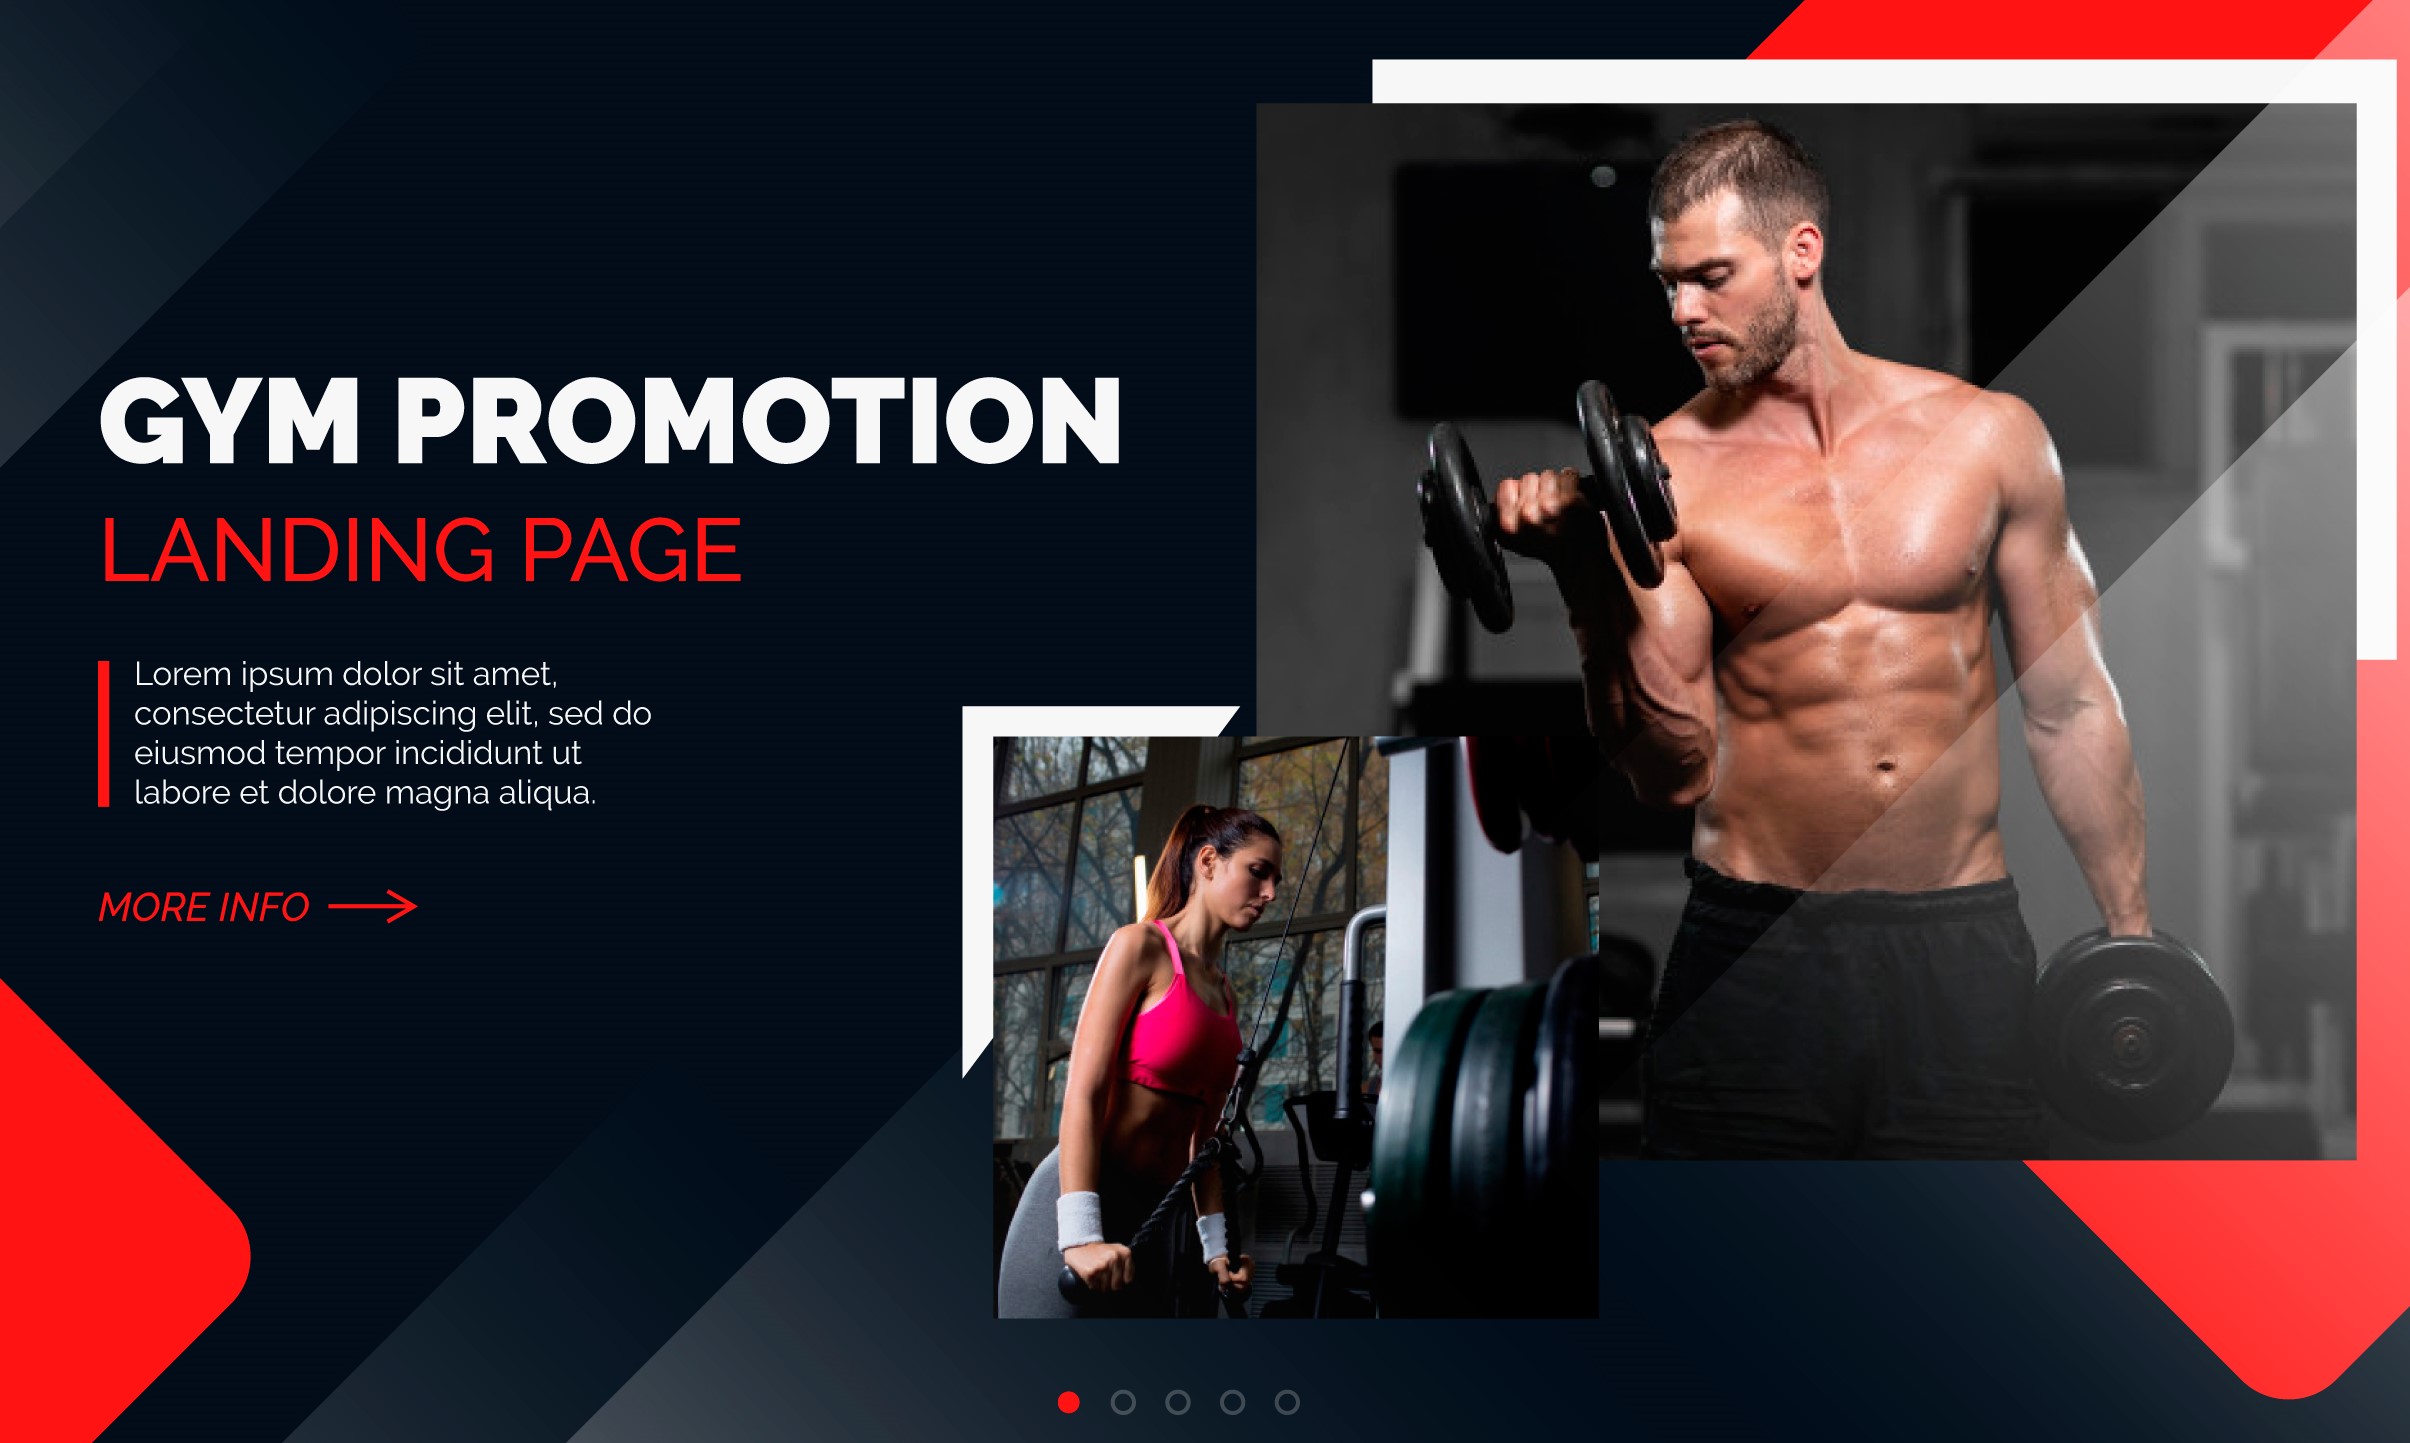 GYM PROMOTION
LANDING PAGE
Lorem ipsum dolor sit amet,
consectetur adipiscing elit, sed do
eiusmod tempor incididunt ut
labore et dolore magna aliqua.
MORE INFO